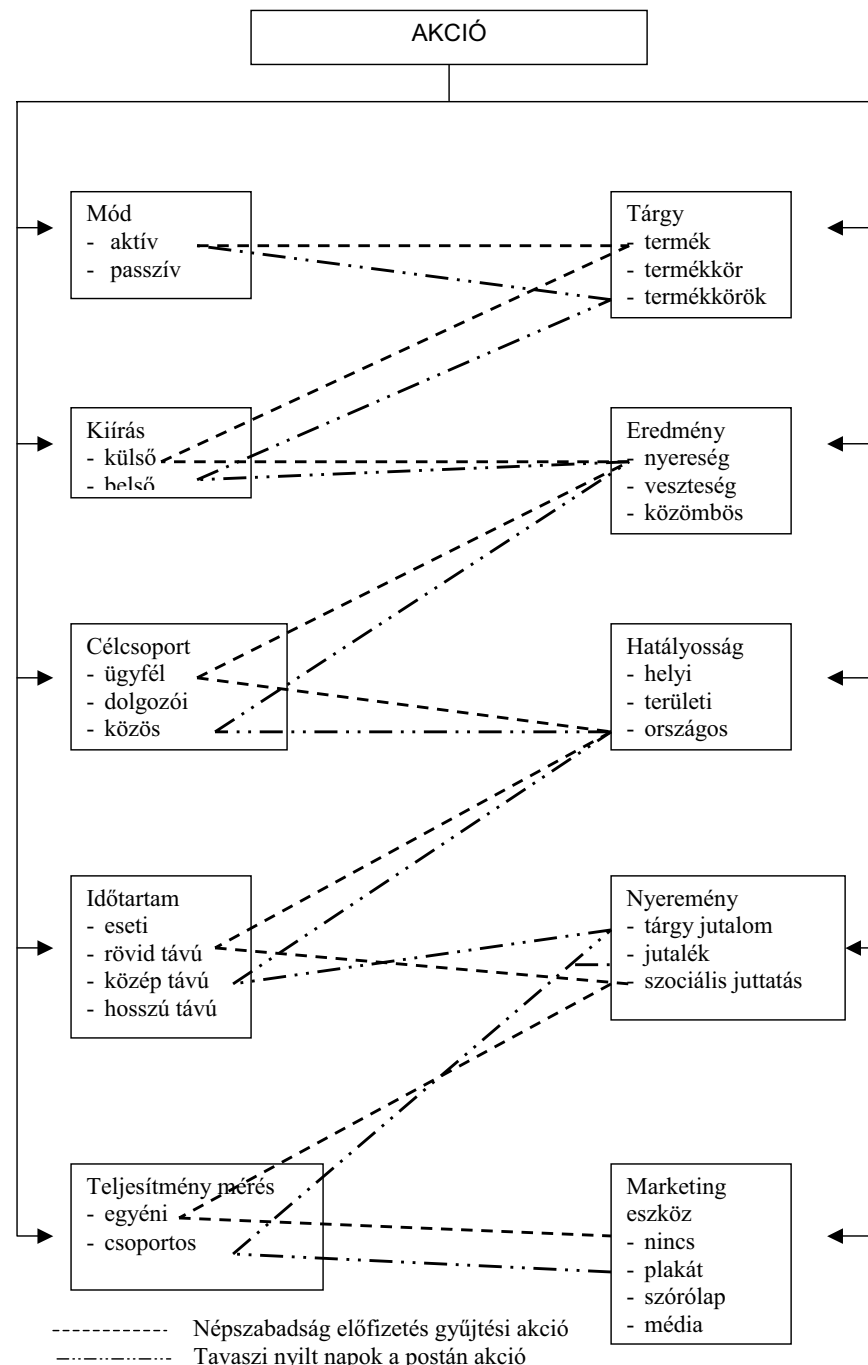 AKCIÓ
Mód
- aktív
- passzív
Tárgy
- termék
- termékkör
- termékkörök
Kiírás
- külső
- belső
Eredmény
- nyereség
- veszteség
- közömbös
Célcsoport
- ügyfél
- dolgozói
- közös
Hatályosság
- helyi
- területi
- országos
Időtartam
- eseti
- rövid távú
- közép távú
- hosszú távú
Nyeremény
- tárgy jutalom
- jutalék
- szociális juttatás
Teljesítmény mérés
- egyéni
- csoportos
Marketing
eszköz
- nincs
- plakát
- szórólap
- média
Népszabadság előfizetés gyűjtési akció
Tavaszi nyilt napok a postán akció